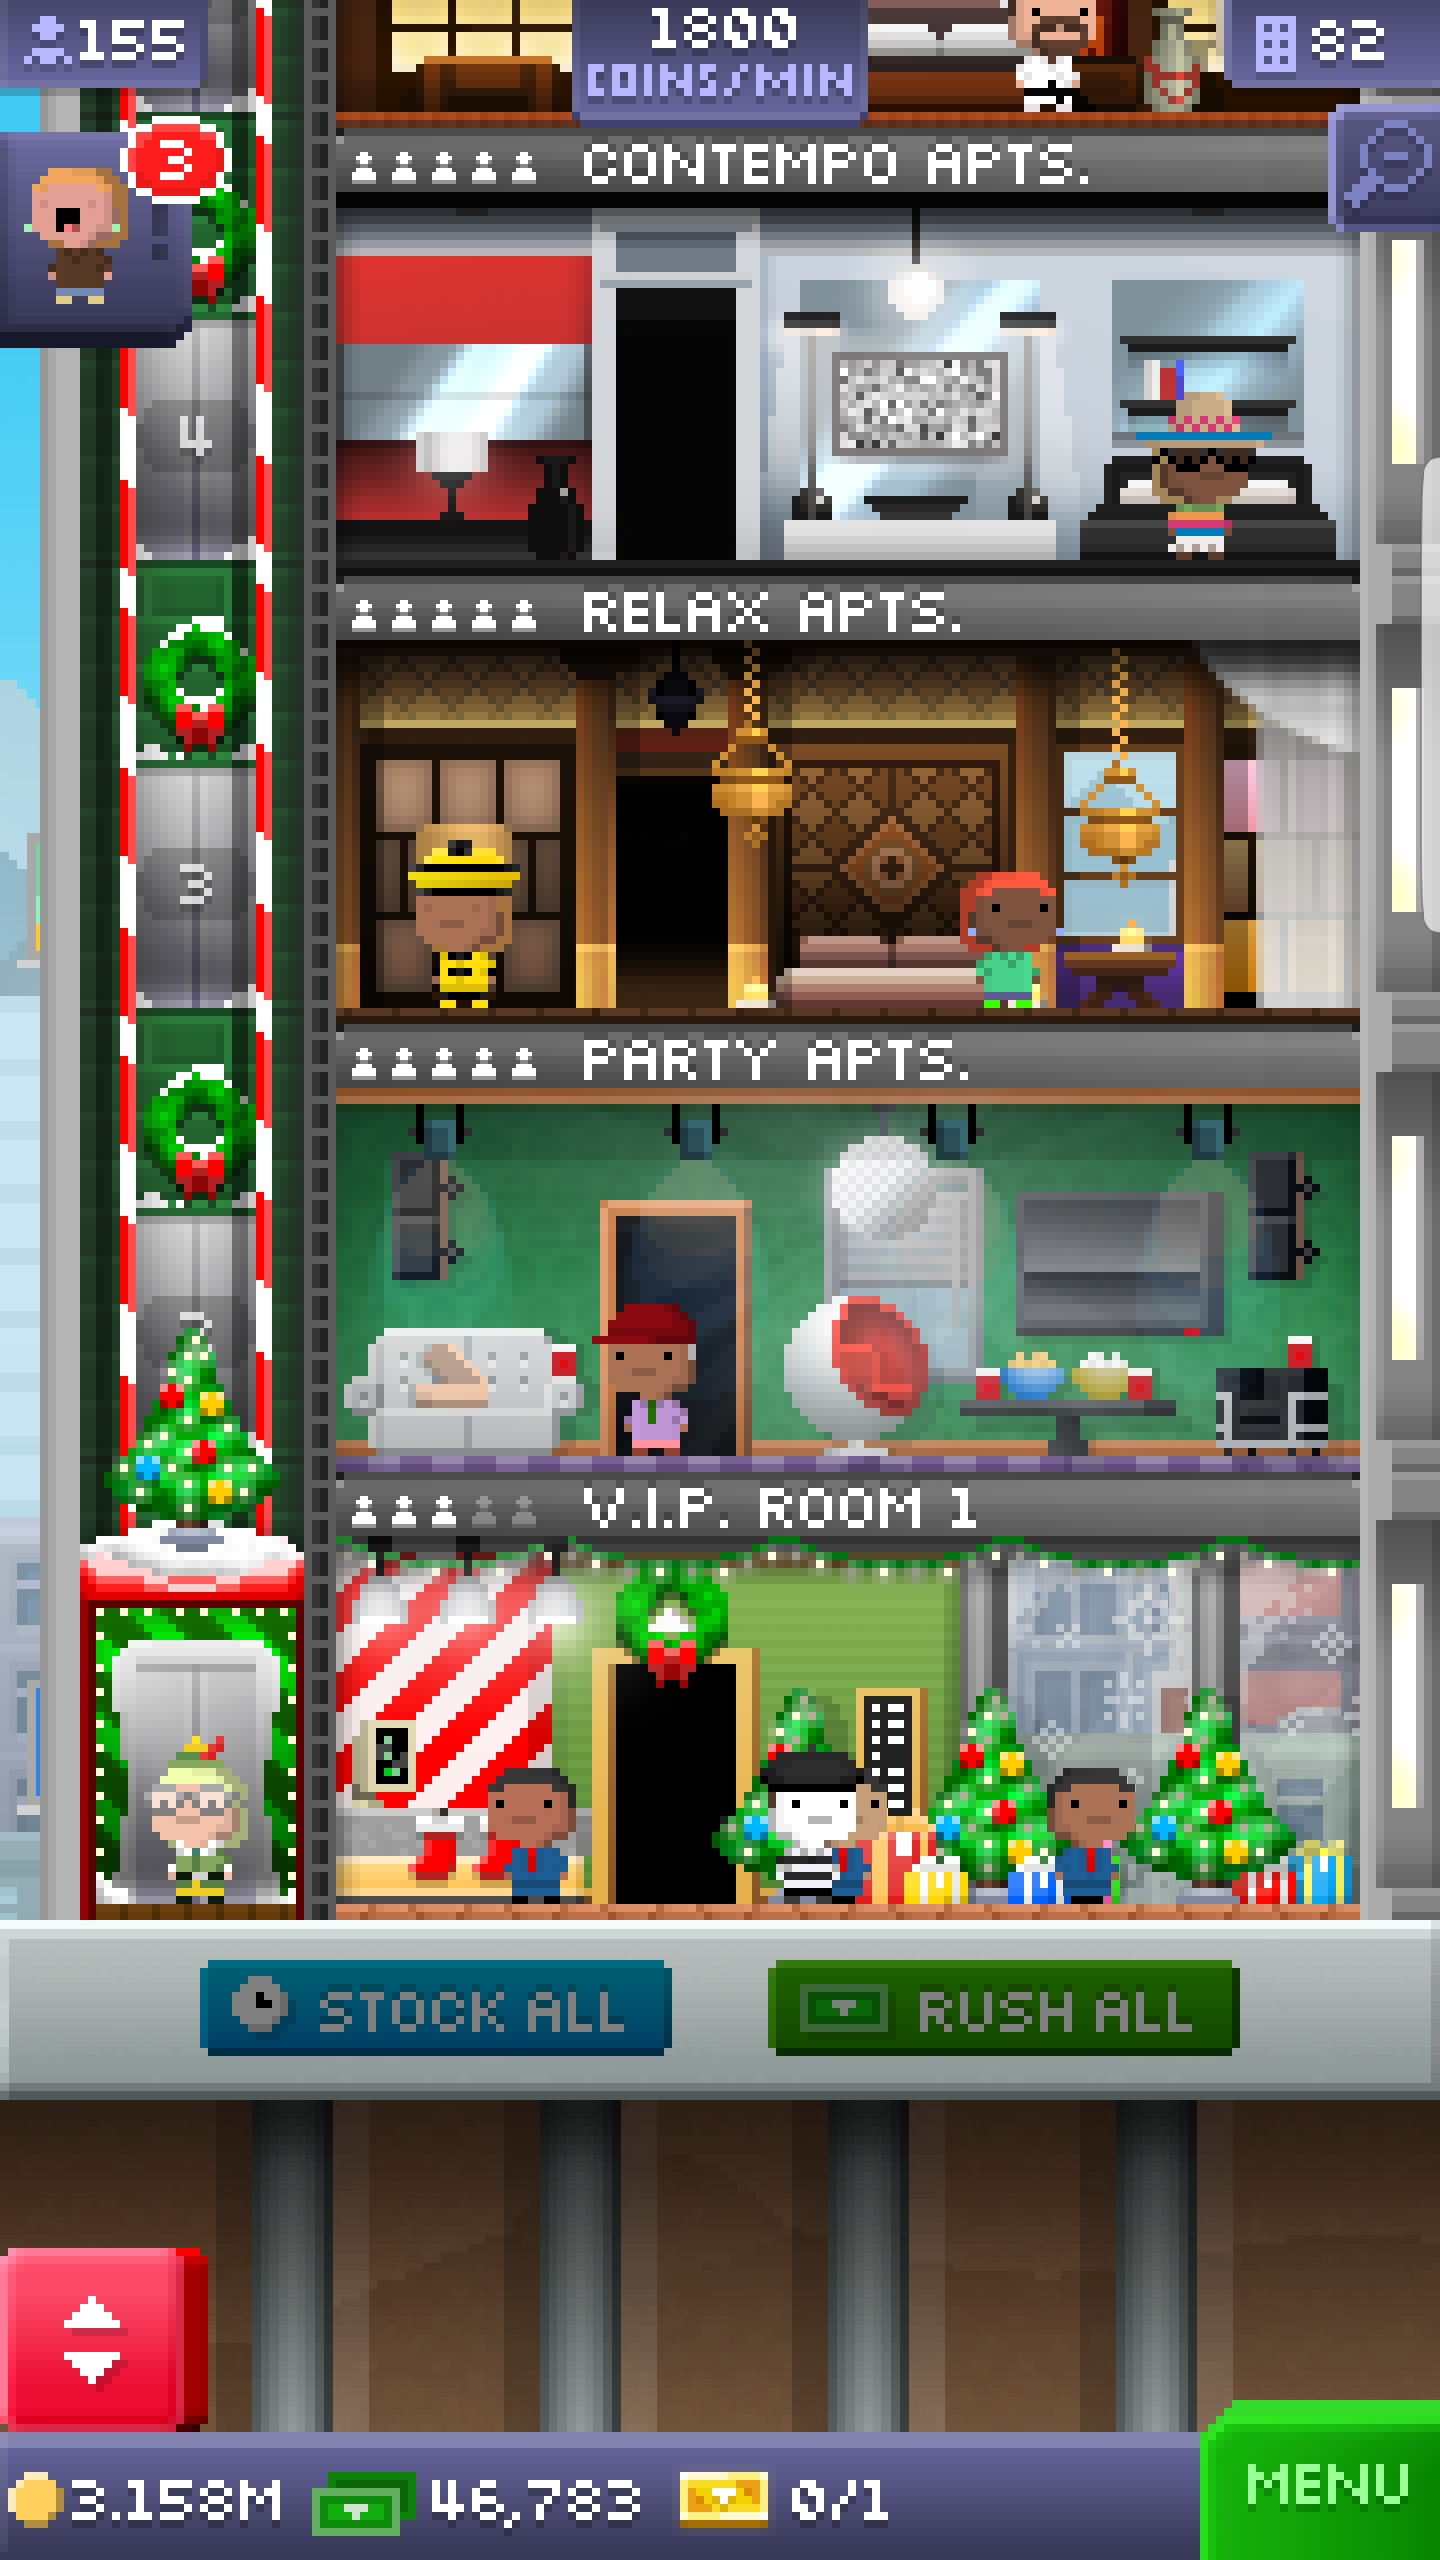 155
1800
COINS/MIN
82
3
CONTEMPO APTS.
4
RELAX APTS.
3
PARTY APTS.
V.I.P. ROOM 1
STOCK ALL
RUSH ALL
3.158M
46,783
0/1
MENU